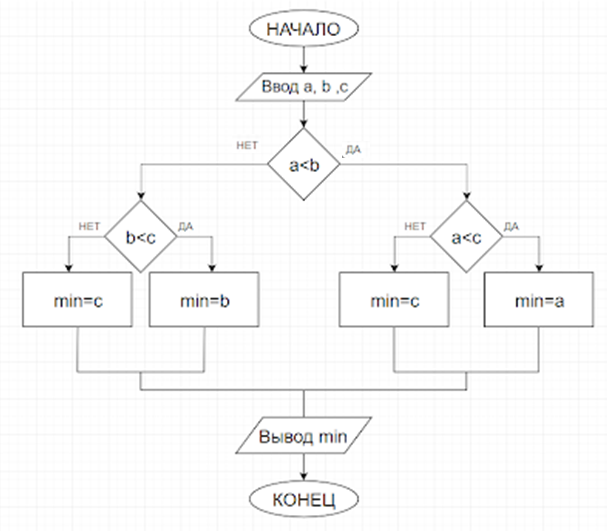 НАЧАЛО
Ввод a, b ,c
НЕТ
ДА
a<b
НЕТ
ДА
b<c
НЕТ
ДА
a<c
min=c
min=b
min=c
min=a
Вывод min
КОНЕЦ